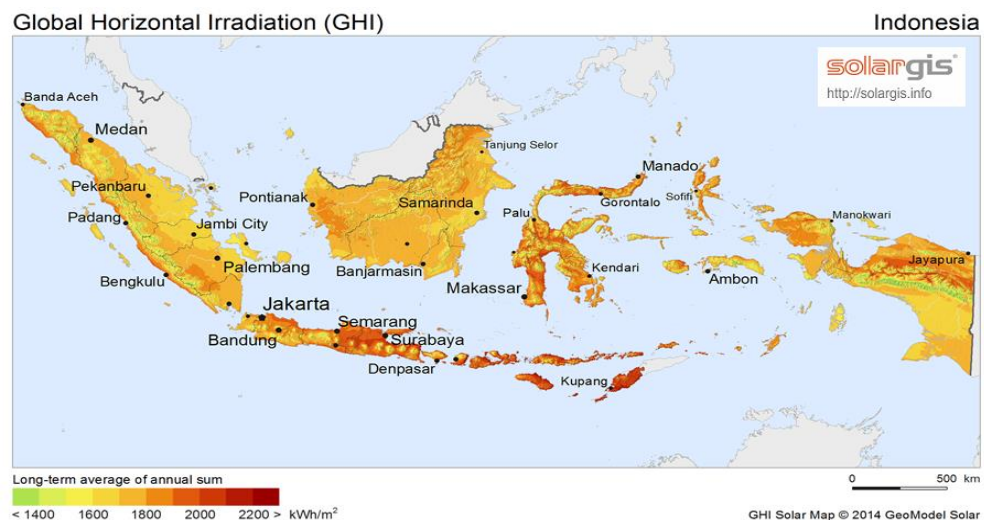 Global Horizontal Irradiation (GHI) Indonesia
solargis®
http://solargis.info
Banda Aceh
Medan
Tanjung Selor
Manado
Pekanbaru
Pontianak
Samarinda
Gorontalo
Sofifi
Padang
Jambi City
Palu
Manokwari
Palembang
Banjarmasin
Kendari
Ambon
Jayapura
Bengkulu
Makassar
Jakarta
Semarang
Bandung
Surabaya
Denpasar
Kupang
Long-term average of annual sum
< 1400 1600 1800 2000 2200 > kWh/m²
0 500 km
GHI Solar Map © 2014 GeoModel Solar